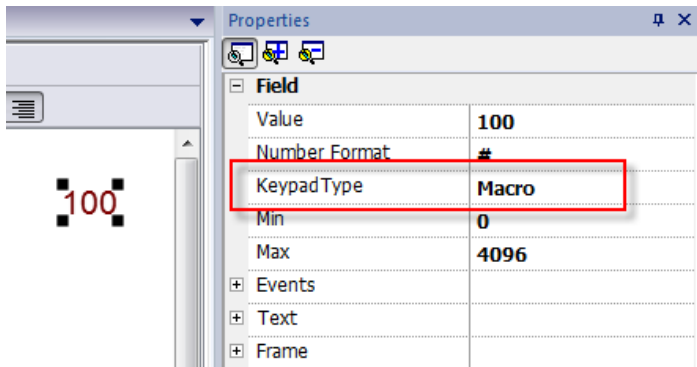 Properties
Field
Value 100
Number Format #
KeypadType Macro
Min 0
Max 4096
Events
Text
Frame
100